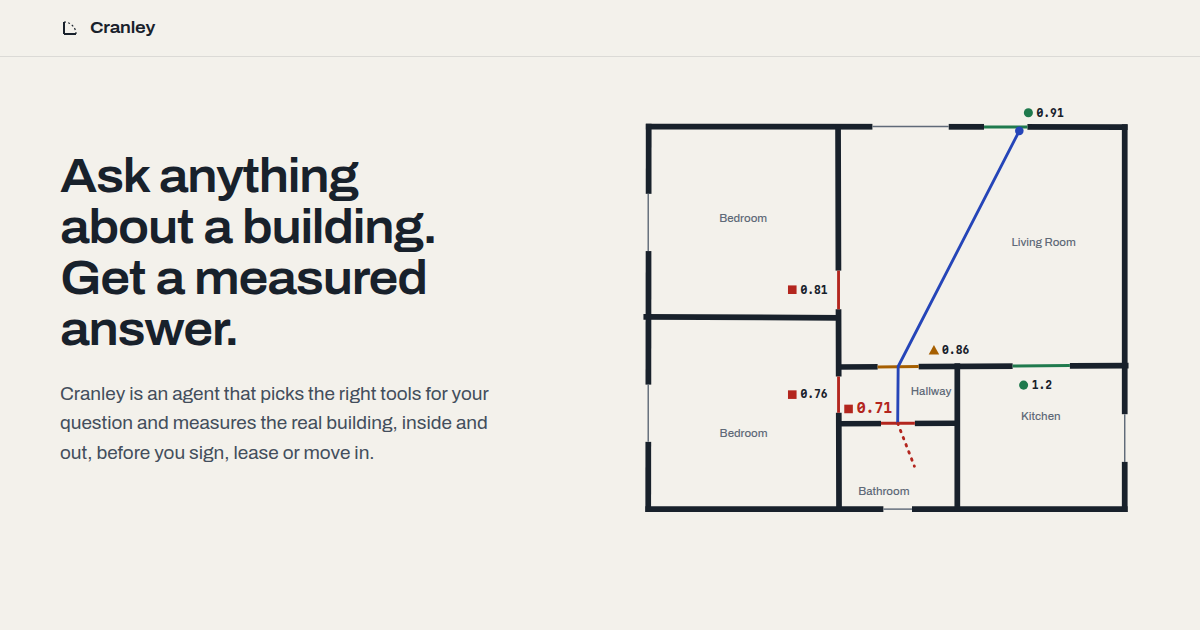 Cranley
Ask anything
about a building.
Get a measured
answer.
Cranley is an agent that picks the right tools for your
question and measures the real building, inside and
out, before you sign, lease or move in.
0.91
Bedroom
Living Room
0.81
0.86
0.76
0.71
Hallway
1.2
Kitchen
Bedroom
Bathroom